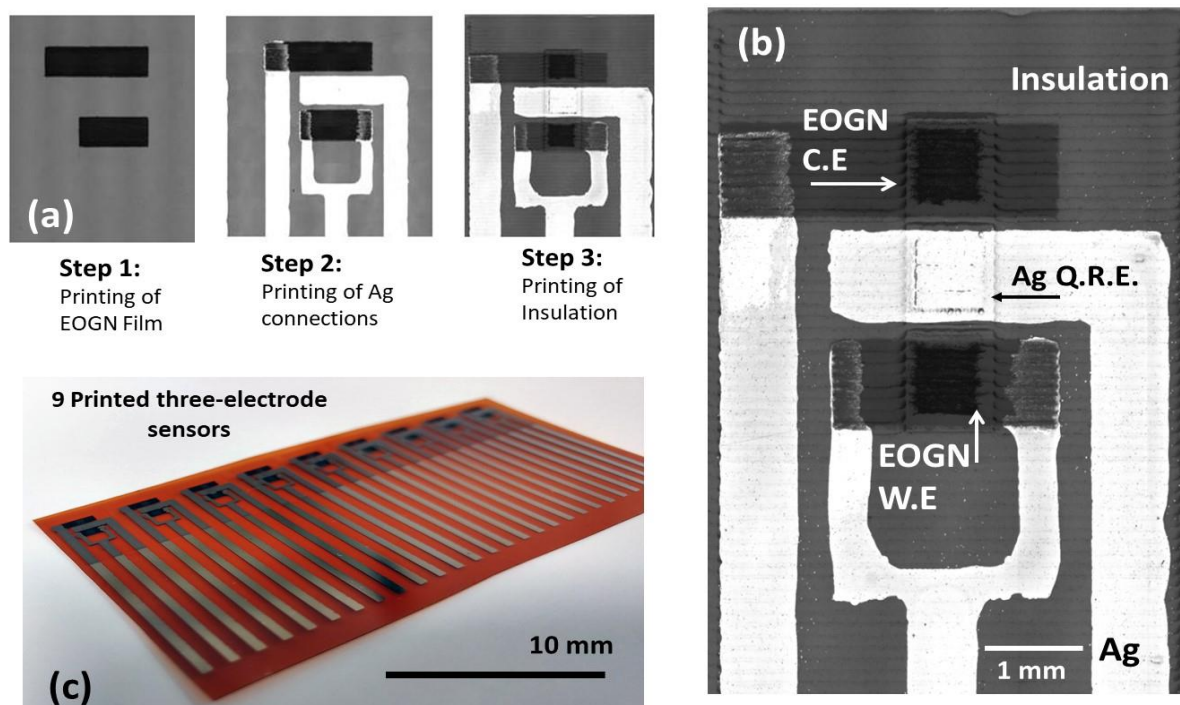 (a)
Step 1:
Printing of
EOGN Film
Step 2:
Printing of Ag
connections
Step 3:
Printing of
Insulation
(b)
Insulation
EOGN
C.E
Ag Q.R.E.
EOGN
W.E
1 mm
Ag
9 Printed three-electrode
sensors
10 mm
(c)